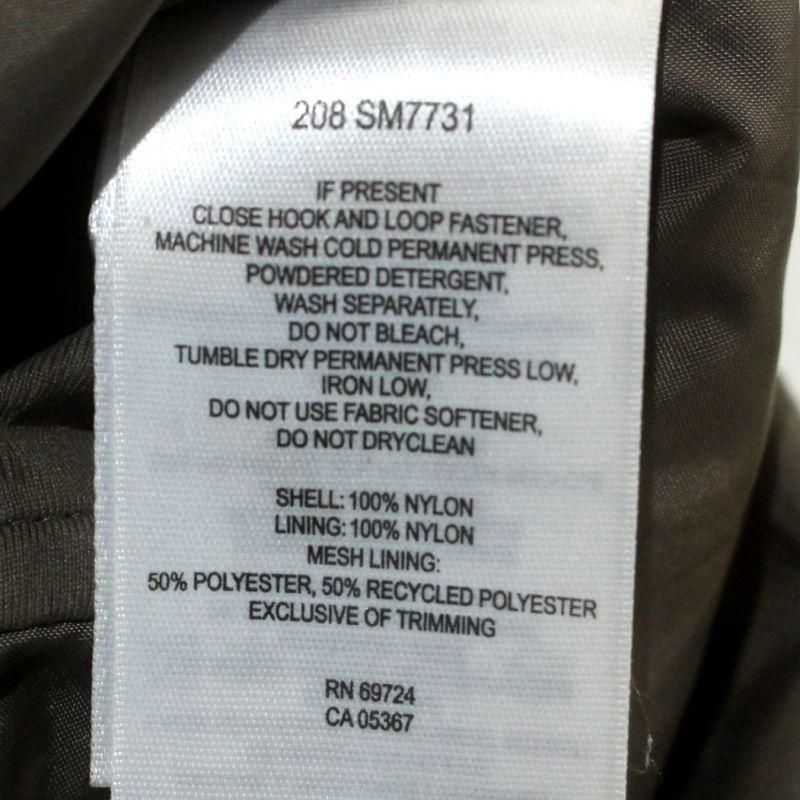 208 SM7731
IF PRESENT
CLOSE HOOK AND LOOP FASTENER,
MACHINE WASH COLD PERMANENT PRESS,
POWDERED DETERGENT,
WASH SEPARATELY,
DO NOT BLEACH,
TUMBLE DRY PERMANENT PRESS LOW,
IRON LOW,
DO NOT USE FABRIC SOFTENER,
DO NOT DRYCLEAN
SHELL: 100% NYLON
LINING: 100% NYLON
MESH LINING:
50% POLYESTER, 50% RECYCLED POLYESTER
EXCLUSIVE OF TRIMMING
RN 69724
CA 05367